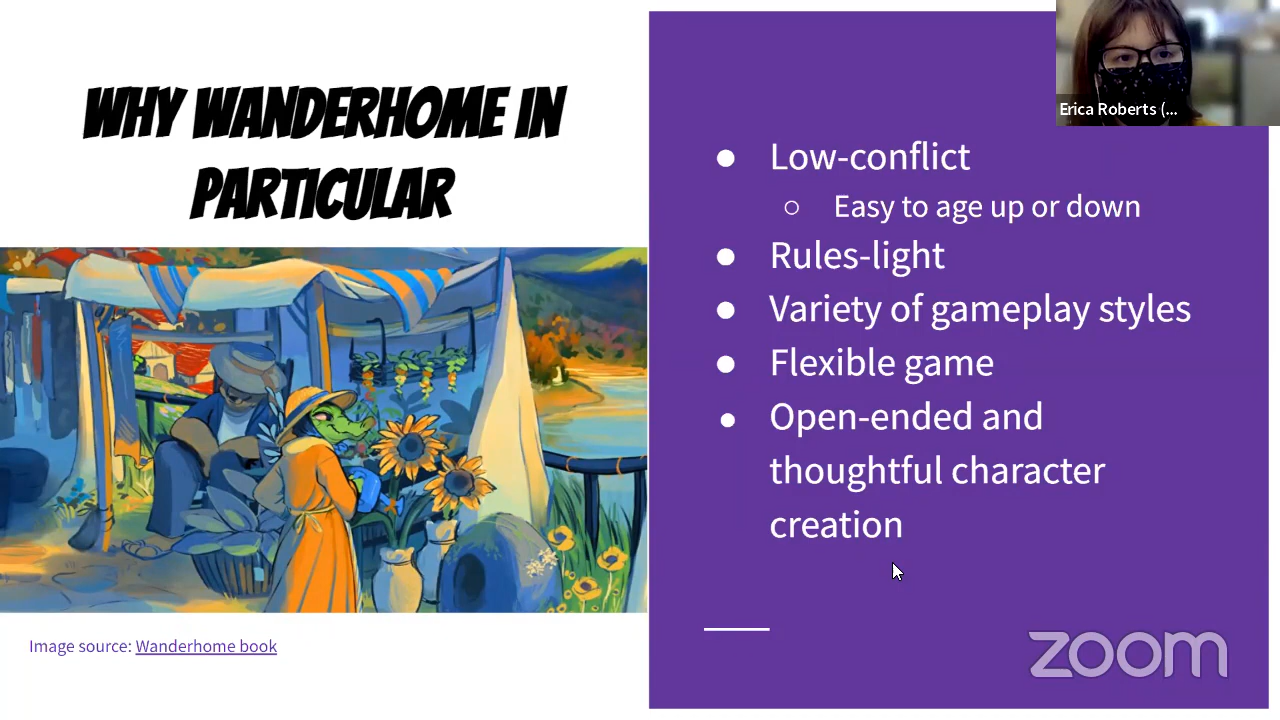 WHY WANDERHOME IN
PARTICULAR
Image source: Wanderhome book
Erica Roberts (...
● Low-conflict
○ Easy to age up or down
● Rules-light
● Variety of gameplay styles
● Flexible game
● Open-ended and
thoughtful character
creation
zoom